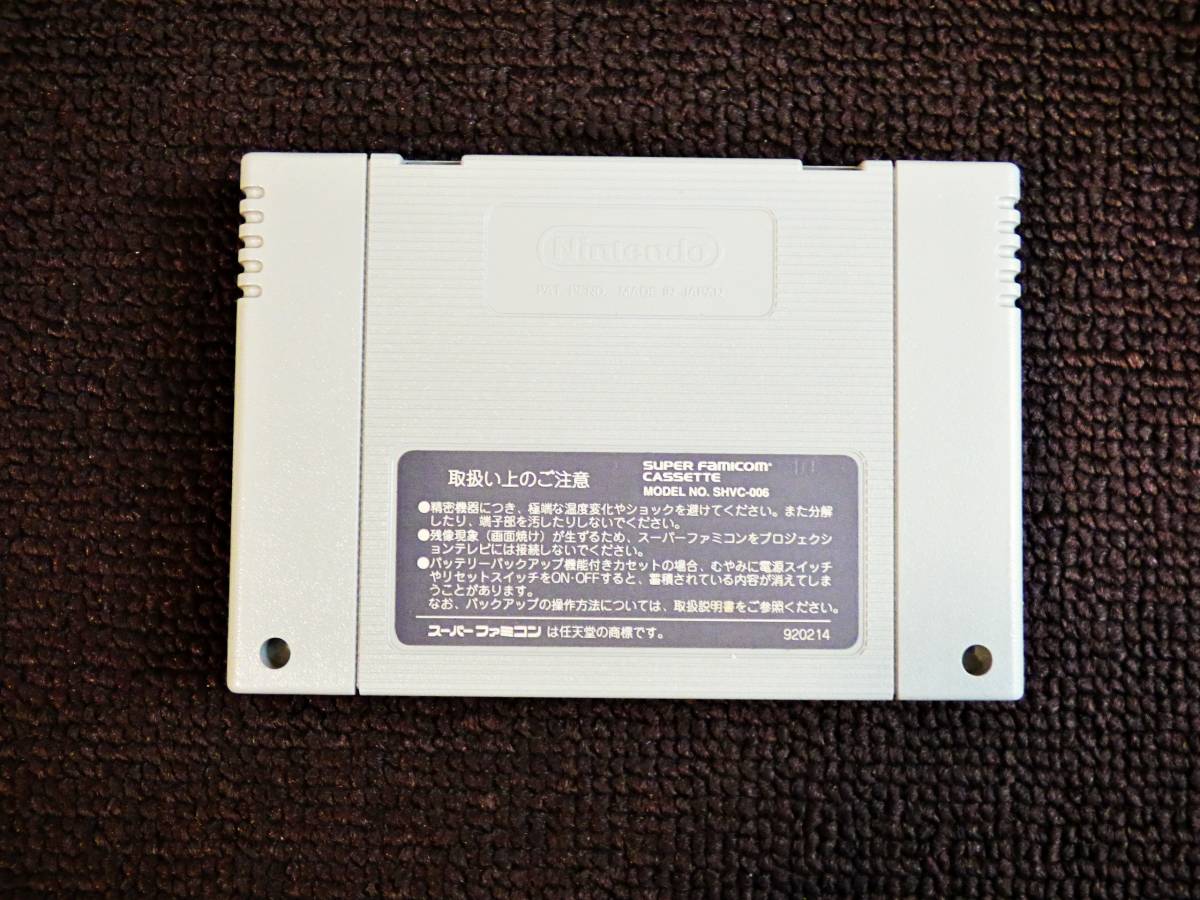 Nintendo
PAT. PEND. MADE IN JAPAN
取扱い上のご注意
SUPER FAMICOM
CASSETTE
MODEL NO. SHVC-006
10
●精密機器につき、極端な温度変化やショックを避けてください。また分解
したり、端子部を汚したりしないでください。
●残像現象(画面焼け)が生ずるため、スーパーファミコンをプロジェクシ
ョンテレビには接続しないでください。
●バッテリーバックアップ機能付きカセットの場合、むやみに電源スイッチ
やリセットスイッチをON・OFFすると、蓄積されている内容が消えてしま
うことがあります。
なお、バックアップの操作方法については、取扱説明書をご参照ください。
スーパーファミコンは任天堂の商標です。
920214